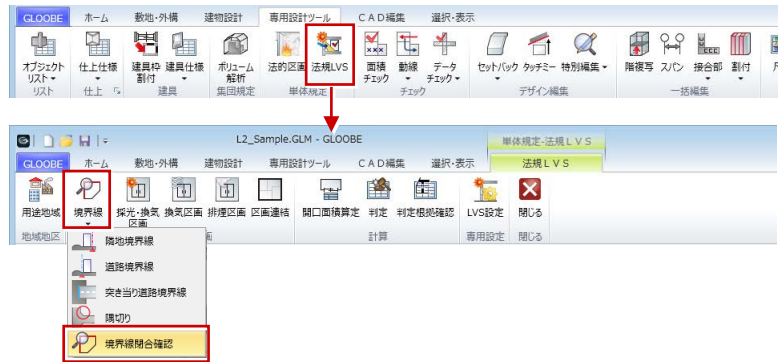 GLOOBE ホーム 敷地・外構 建物設計 専用設計ツール CAD編集 選択・表示
オブジェクトリスト 仕上仕様 建具枠割付 建具仕様 ボリューム解析 法的区画 法規LVS 面積チェック 動線 データチェック セットバック タッチミー 特別編集 階複写 スパン 接合部 割付
リスト 仕上 建具 集団規定 単体規定 チェック デザイン編集 一括編集
L2_Sample.GLM - GLOOBE 単体規定-法規LVS
GLOOBE ホーム 敷地・外構 建物設計 専用設計ツール CAD編集 選択・表示 法規LVS
用途地域 境界線 採光・換気区画 換気区画 排煙区画 区画連結 開口面積算定 判定 判定根拠確認 LVS設定 閉じる
地域地区 画 計算 専用設定 閉じる
隣地境界線
道路境界線
突き当り道路境界線
隅切り
境界線閉合確認